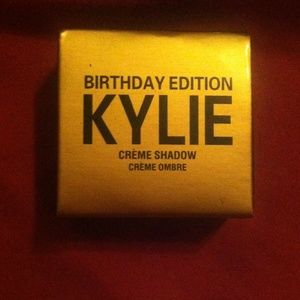 BIRTHDAY EDITION
KYLIE
CRÈME SHADOW
CRÈME OMBRE